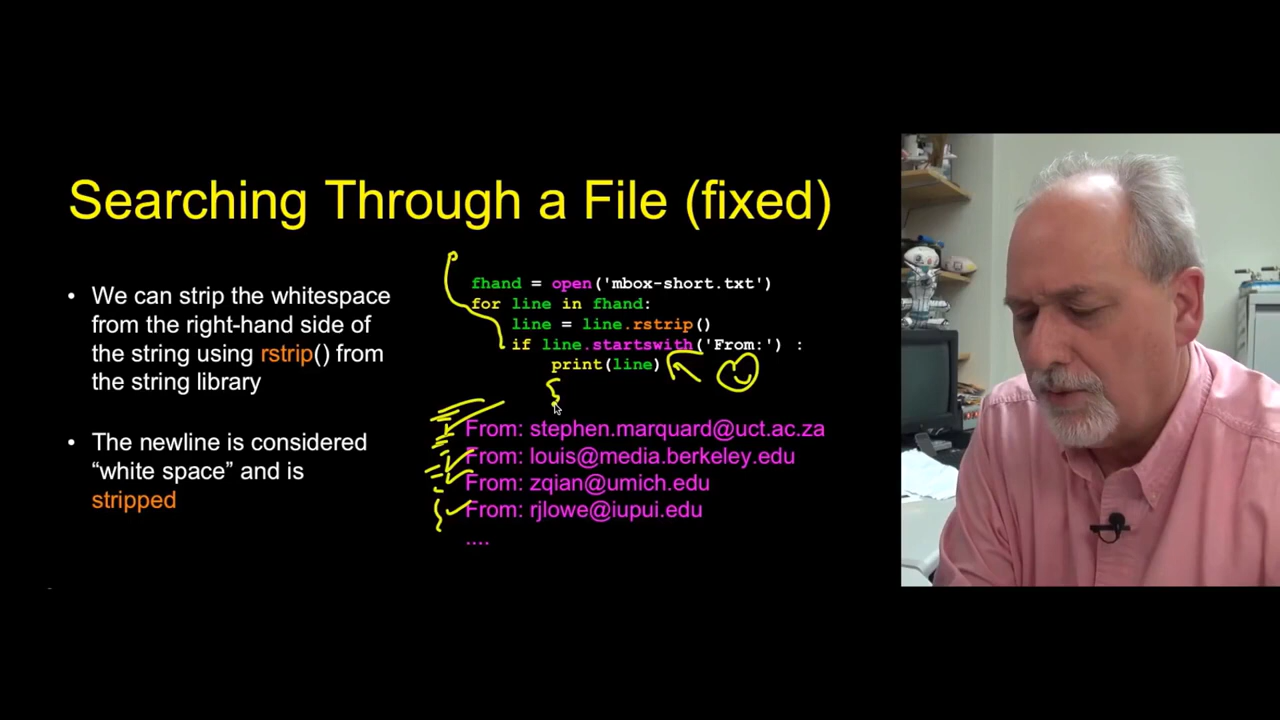 Searching Through a File (fixed)
• We can strip the whitespace
from the right-hand side of
the string using rstrip() from
the string library
• The newline is considered
“white space” and is
stripped
fhand = open('mbox-short.txt')
for line in fhand:
    line = line.rstrip()
    if line.startswith('From:') :
        print(line)
From: stephen.marquard@uct.ac.za
From: louis@media.berkeley.edu
From: zqian@umich.edu
From: rjlowe@iupui.edu
....